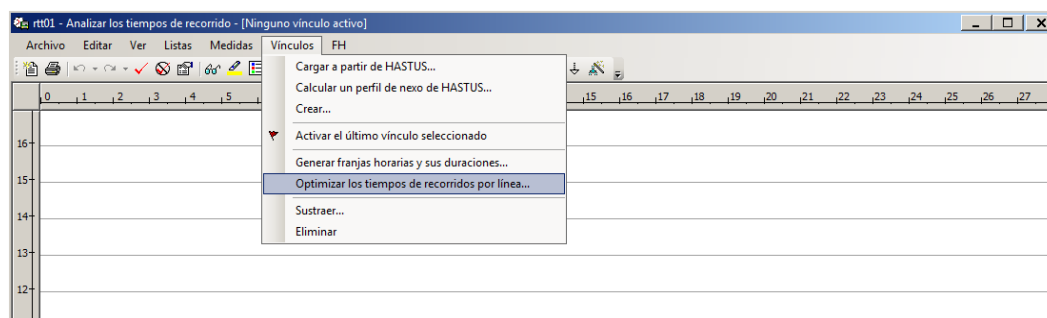 rtt01 - Analizar los tiempos de recorrido - [Ninguno vínculo activo]
Archivo Editar Ver Listas Medidas Vínculos FH
Cargar a partir de HASTUS...
Calcular un perfil de nexo de HASTUS...
Crear...
Activar el último vínculo seleccionado
Generar franjas horarias y sus duraciones...
Optimizar los tiempos de recorridos por línea...
Sustraer...
Eliminar
0 1 2 3 4 5 15 16 17 18 19 20 21 22 23 24 25 26 27
16
15
14
13
12